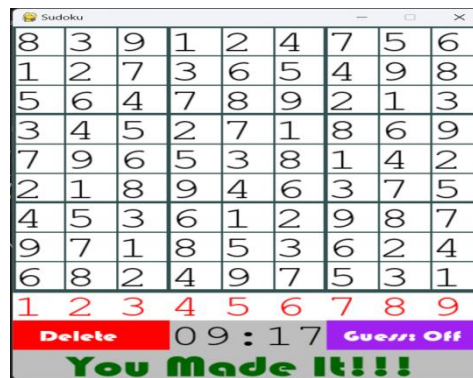 Sudoku
8 3 9 1 2 4 7 5 6
1 2 7 3 6 5 4 9 8
5 6 4 7 8 9 2 1 3
3 4 5 2 7 1 8 6 9
7 9 6 5 3 8 1 4 2
2 1 8 9 4 6 3 7 5
4 5 3 6 1 2 9 8 7
9 7 1 8 5 3 6 2 4
6 8 2 4 9 7 5 3 1
1 2 3 4 5 6 7 8 9
Delete 09:17 Guess: Off
You Made It!!!